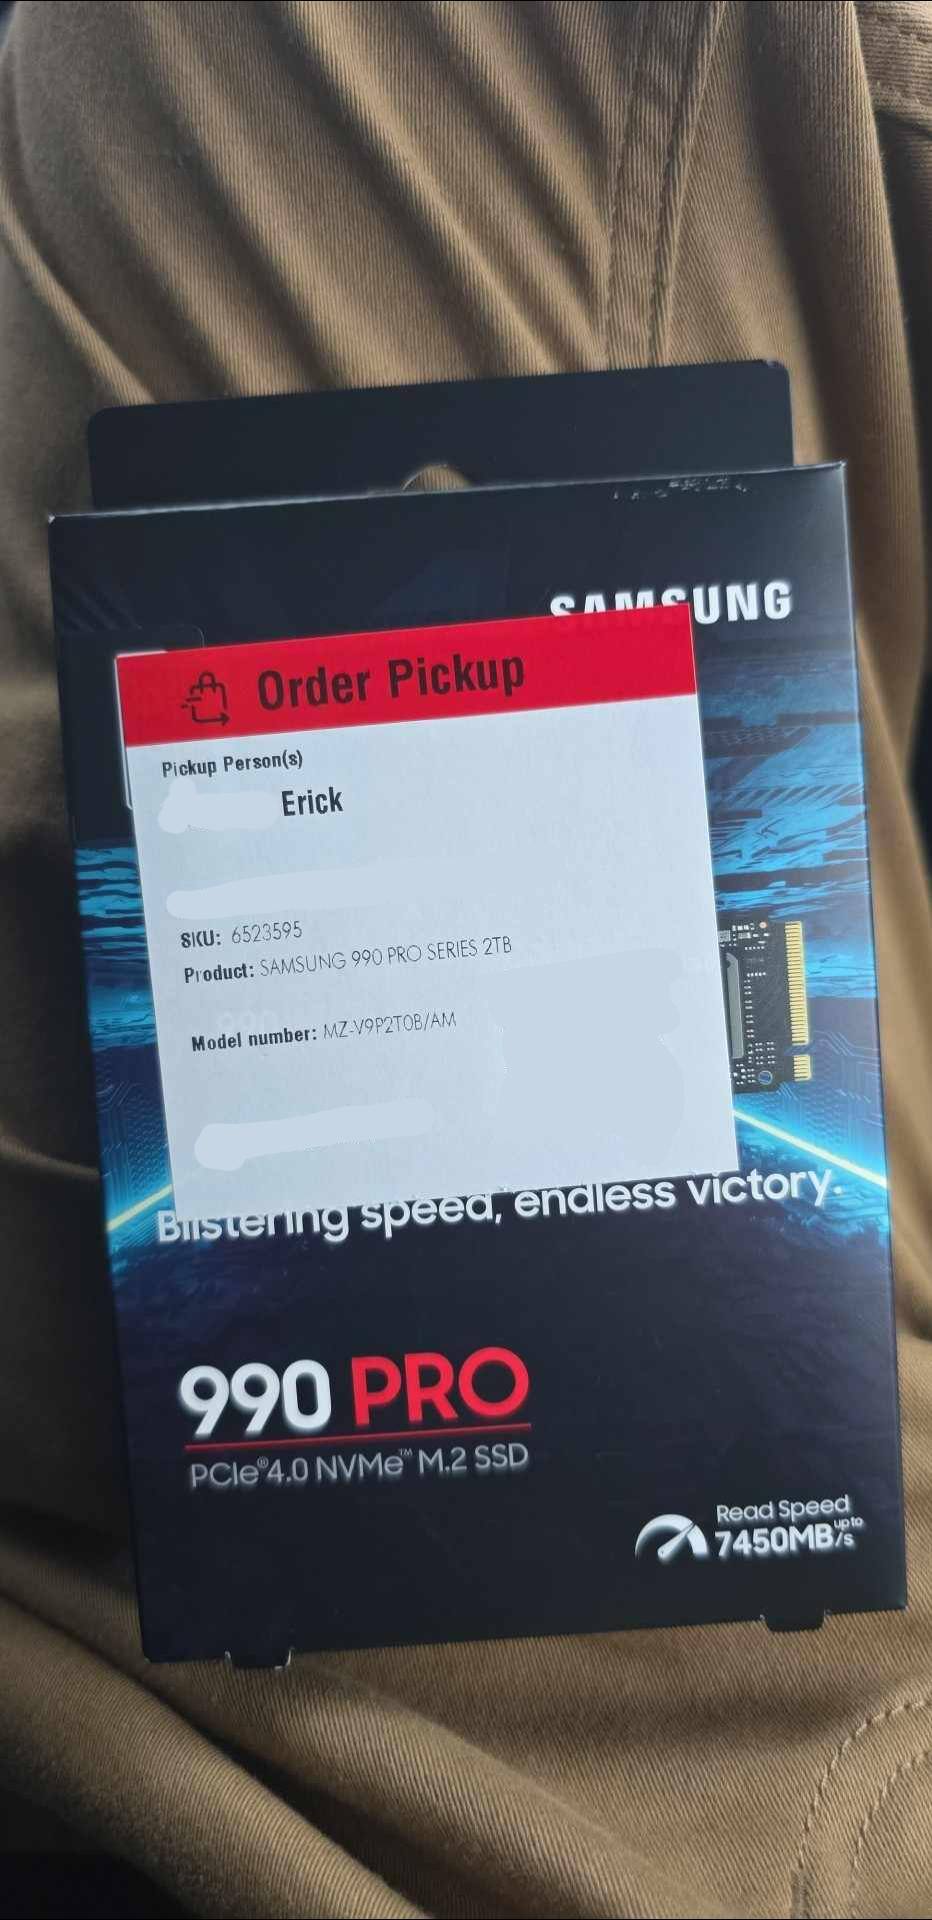 SAMSUNG
Order Pickup
Pickup Person(s)
Erick
SKU: 6523595
Product: SAMSUNG 990 PRO SERIES 2TB
Model number: MZ-V9P2T0B/AM
Blistering speed, endless victory.
990 PRO
PCIe®4.0 NVMe™ M.2 SSD
Read Speed
up to
7450MB/s